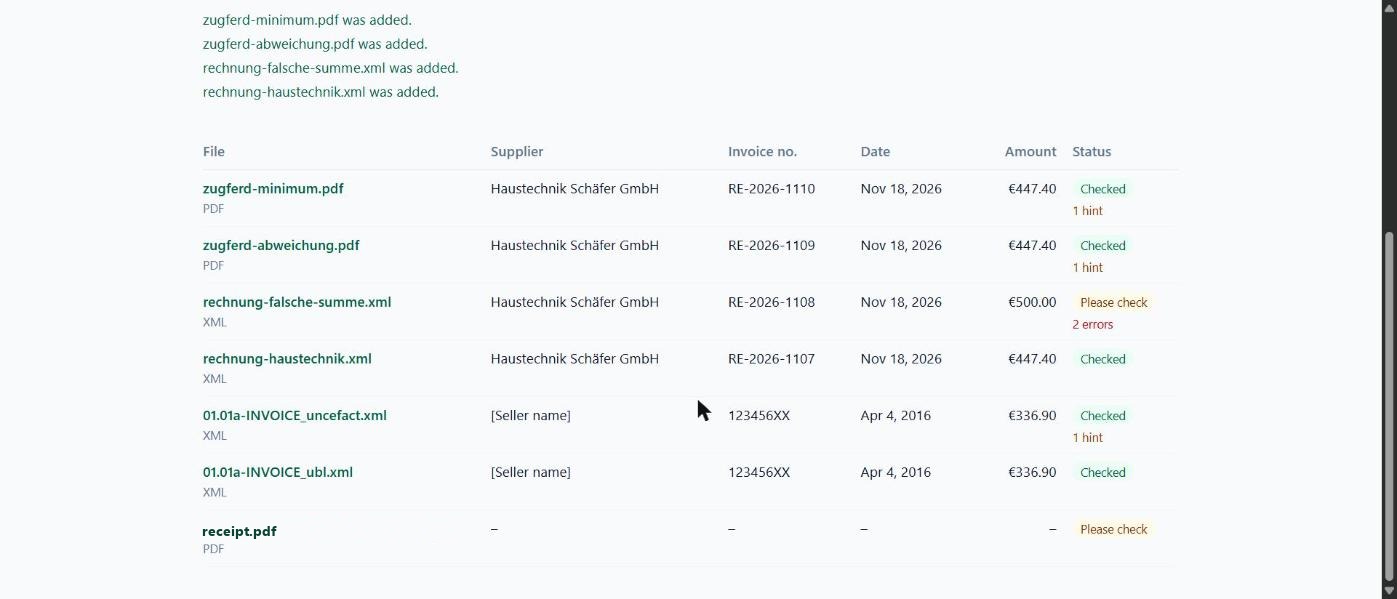 zugferd-minimum.pdf was added.
zugferd-abweichung.pdf was added.
rechnung-falsche-summe.xml was added.
rechnung-haustechnik.xml was added.
File Supplier Invoice no. Date Amount Status
zugferd-minimum.pdf Haustechnik Schäfer GmbH RE-2026-1110 Nov 18, 2026 €447.40 Checked
PDF 1 hint
zugferd-abweichung.pdf Haustechnik Schäfer GmbH RE-2026-1109 Nov 18, 2026 €447.40 Checked
PDF 1 hint
rechnung-falsche-summe.xml Haustechnik Schäfer GmbH RE-2026-1108 Nov 18, 2026 €500.00 Please check
XML 2 errors
rechnung-haustechnik.xml Haustechnik Schäfer GmbH RE-2026-1107 Nov 18, 2026 €447.40 Checked
XML
01.01a-INVOICE_uncefact.xml [Seller name] 123456XX Apr 4, 2016 €336.90 Checked
XML 1 hint
01.01a-INVOICE_ubl.xml [Seller name] 123456XX Apr 4, 2016 €336.90 Checked
XML
receipt.pdf – – – – Please check
PDF